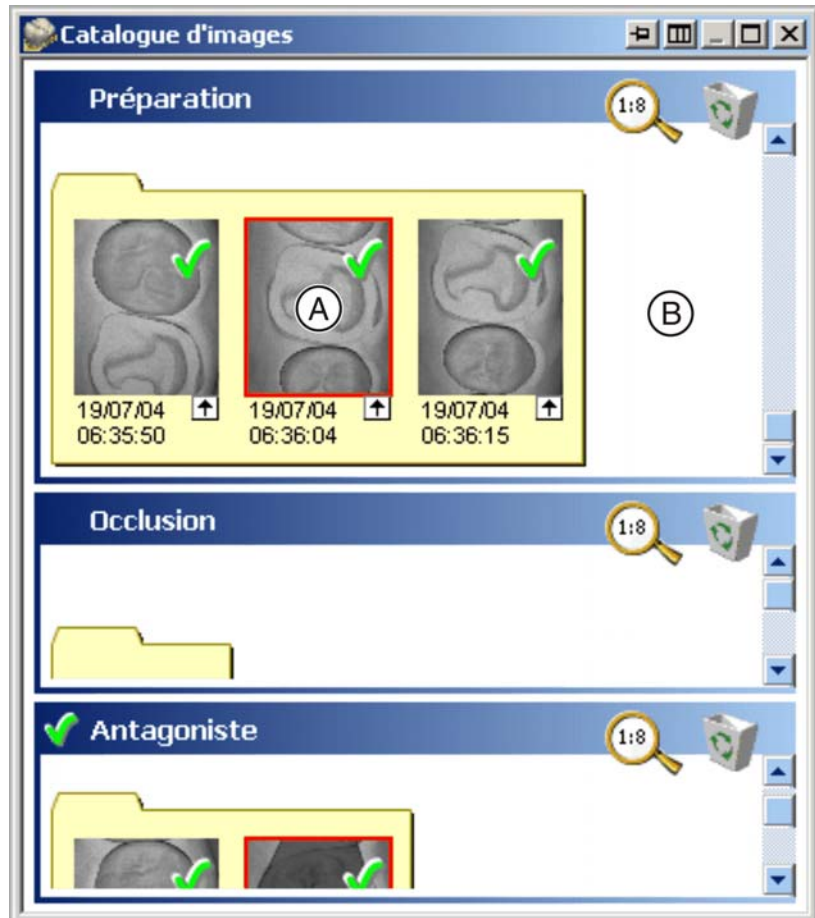 Catalogue d'images
Préparation
1:8
A
B
19/07/04
06:35:50
19/07/04
06:36:04
19/07/04
06:36:15
Occlusion
1:8
Antagoniste
1:8